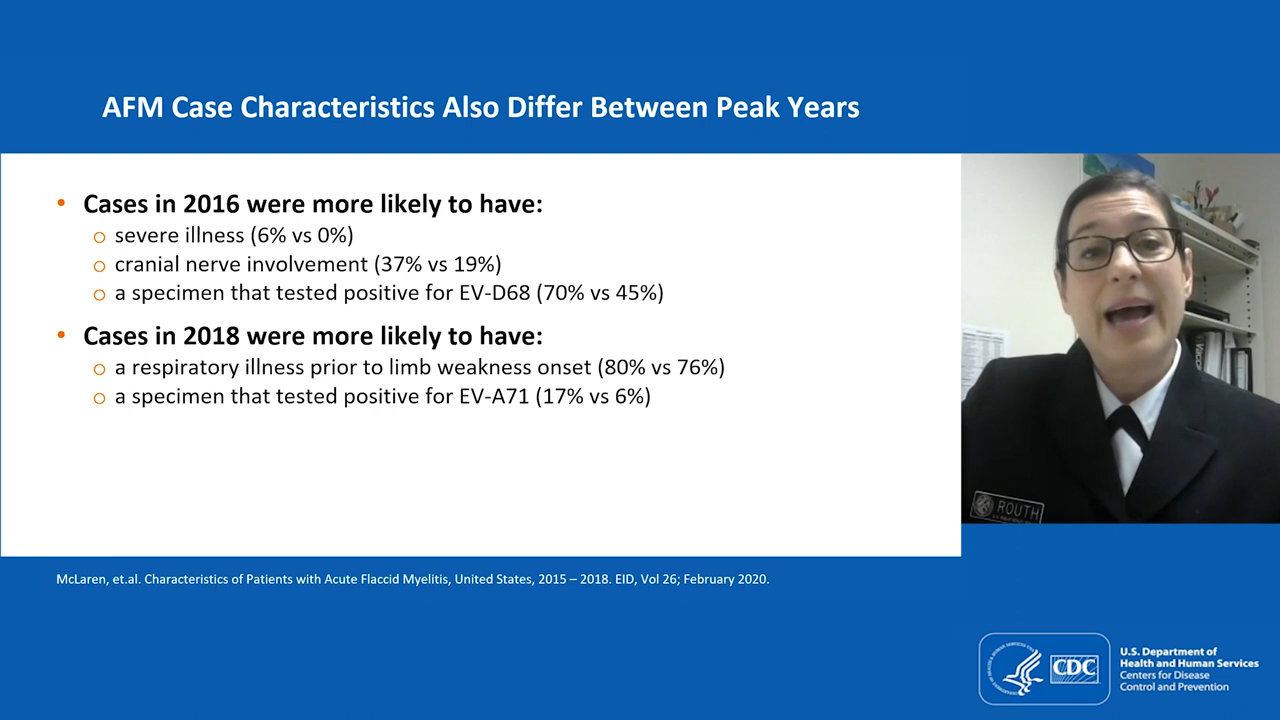 AFM Case Characteristics Also Differ Between Peak Years
• Cases in 2016 were more likely to have:
o severe illness (6% vs 0%)
o cranial nerve involvement (37% vs 19%)
o a specimen that tested positive for EV-D68 (70% vs 45%)
• Cases in 2018 were more likely to have:
o a respiratory illness prior to limb weakness onset (80% vs 76%)
o a specimen that tested positive for EV-A71 (17% vs 6%)
ROUTH
McLaren, et.al. Characteristics of Patients with Acute Flaccid Myelitis, United States, 2015 – 2018. EID, Vol 26; February 2020.
CDC
U.S. Department of
Health and Human Services
Centers for Disease
Control and Prevention